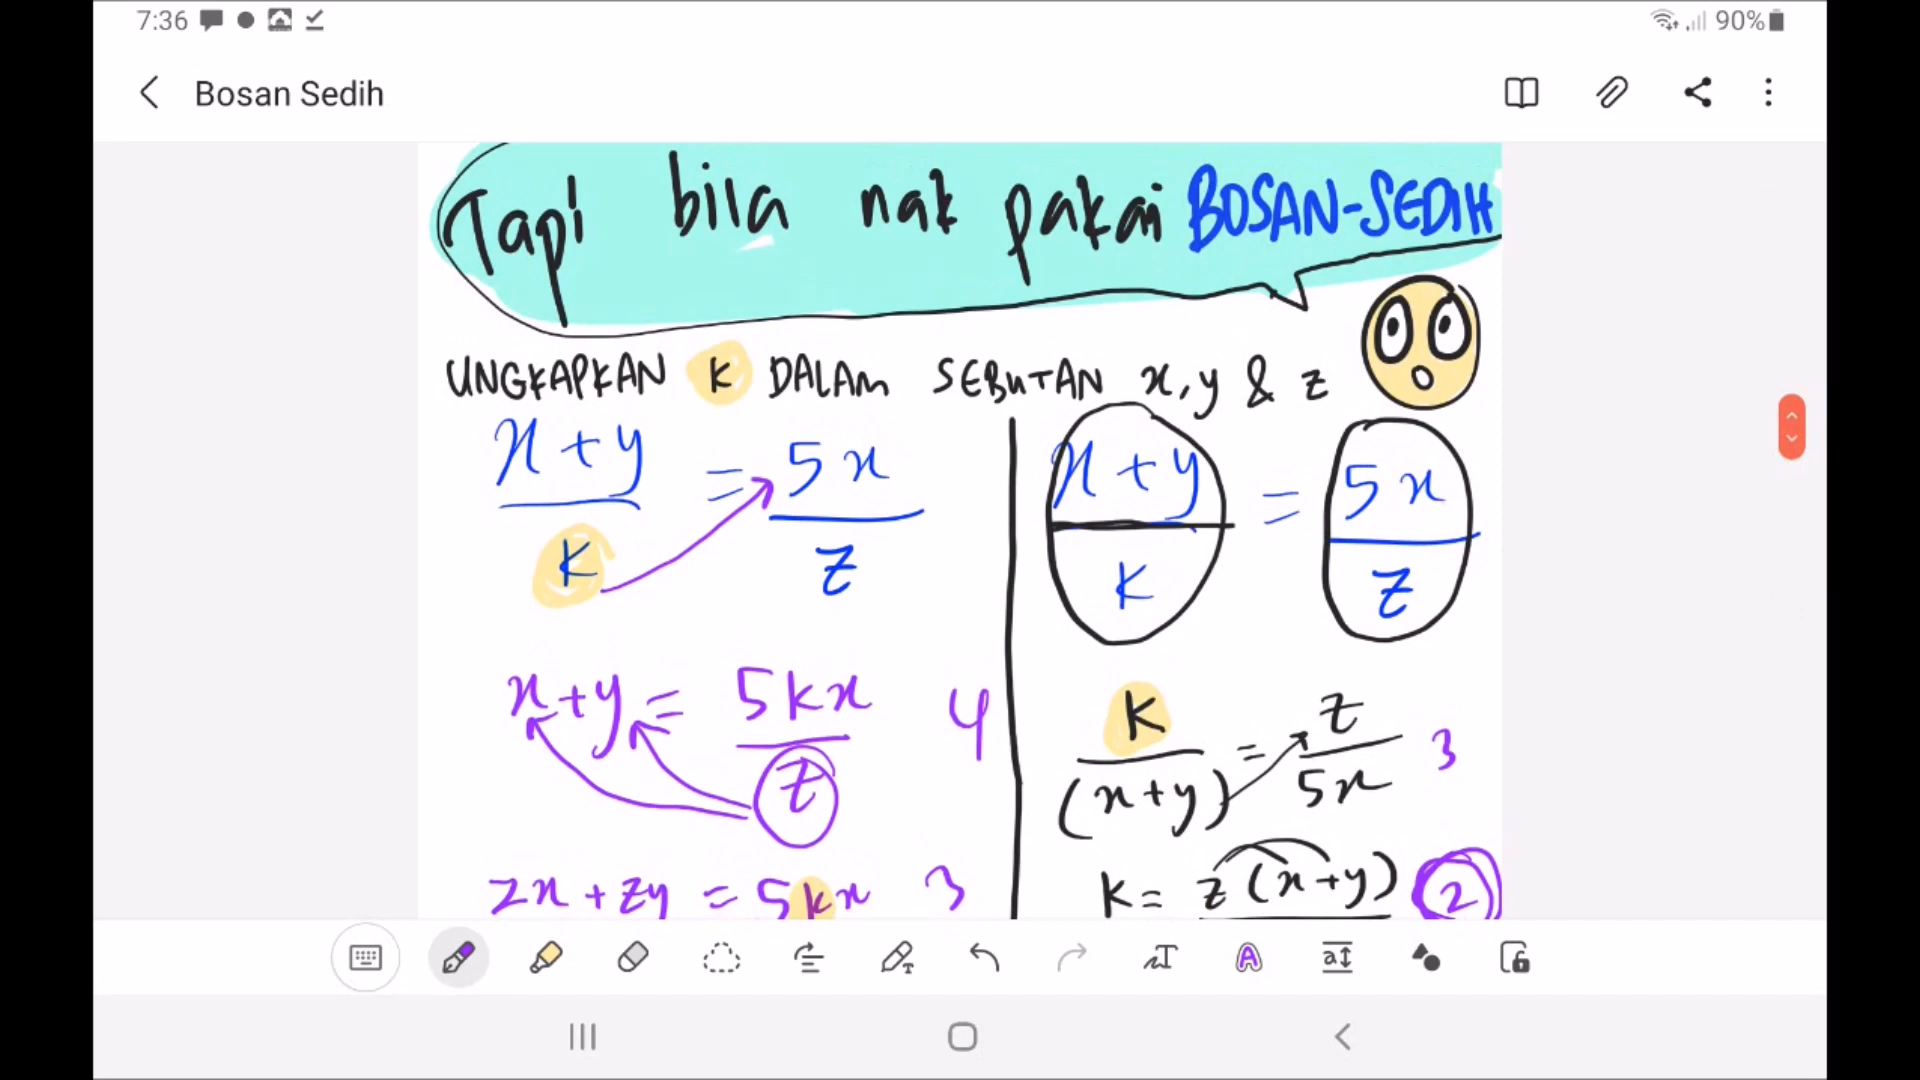 7:36 90%
Bosan Sedih
Tapi bila nak pakai BOSAN-SEDIH
UNGKAPKAN K DALAM SEBUTAN x, y & z
x+y = 5x
k z
x+y = 5x
k z
x+y = 5kx 4
z
k = z 3
(x+y) 5x
zx + zy = 5kx 3
k = z(x+y) 2